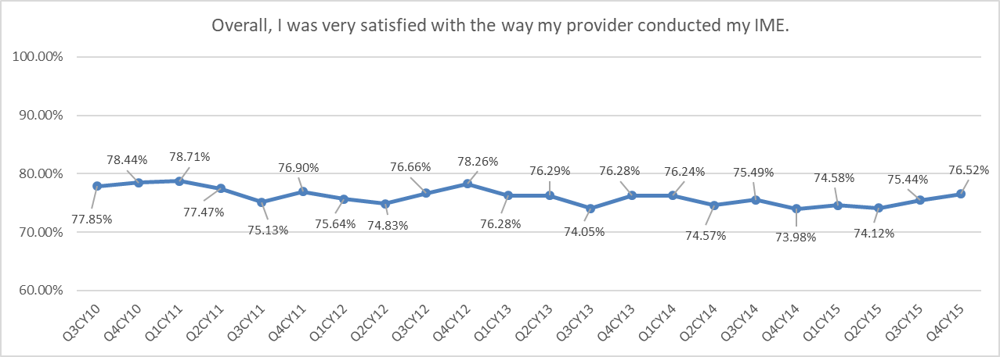 Overall, I was very satisfied with the way my provider conducted my IME.
100.00%
90.00%
80.00%
70.00%
60.00%
77.85%
78.44%
78.71%
77.47%
75.13%
76.90%
75.64%
74.83%
76.66%
78.26%
76.28%
76.29%
74.05%
76.28%
76.24%
74.57%
75.49%
73.98%
74.58%
74.12%
75.44%
76.52%
Q3CY10
Q4CY10
Q1CY11
Q2CY11
Q3CY11
Q4CY11
Q1CY12
Q2CY12
Q3CY12
Q4CY12
Q1CY13
Q2CY13
Q3CY13
Q4CY13
Q1CY14
Q2CY14
Q3CY14
Q4CY14
Q1CY15
Q2CY15
Q3CY15
Q4CY15